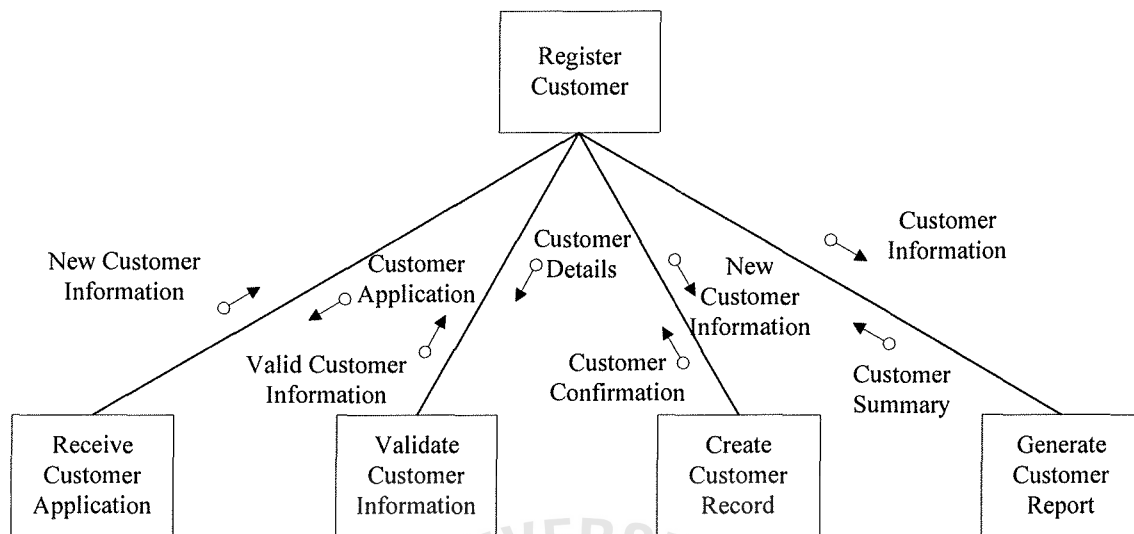 Register
Customer
Customer
Information
New Customer
Information
Customer
Application
Customer
Details
New
Customer
Information
Valid Customer
Information
Customer
Confirmation
Customer
Summary
Receive
Customer
Application
Validate
Customer
Information
Create
Customer
Record
Generate
Customer
Report